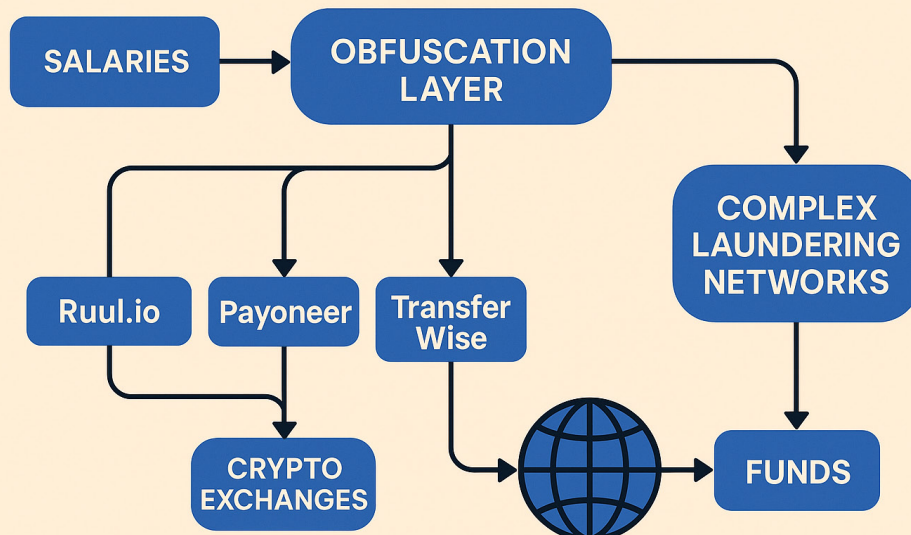 SALARIES
OBFUSCATION
LAYER
COMPLEX
LAUNDERING
NETWORKS
Ruul.io
Payoneer
Transfer
Wise
CRYPTO
EXCHANGES
FUNDS